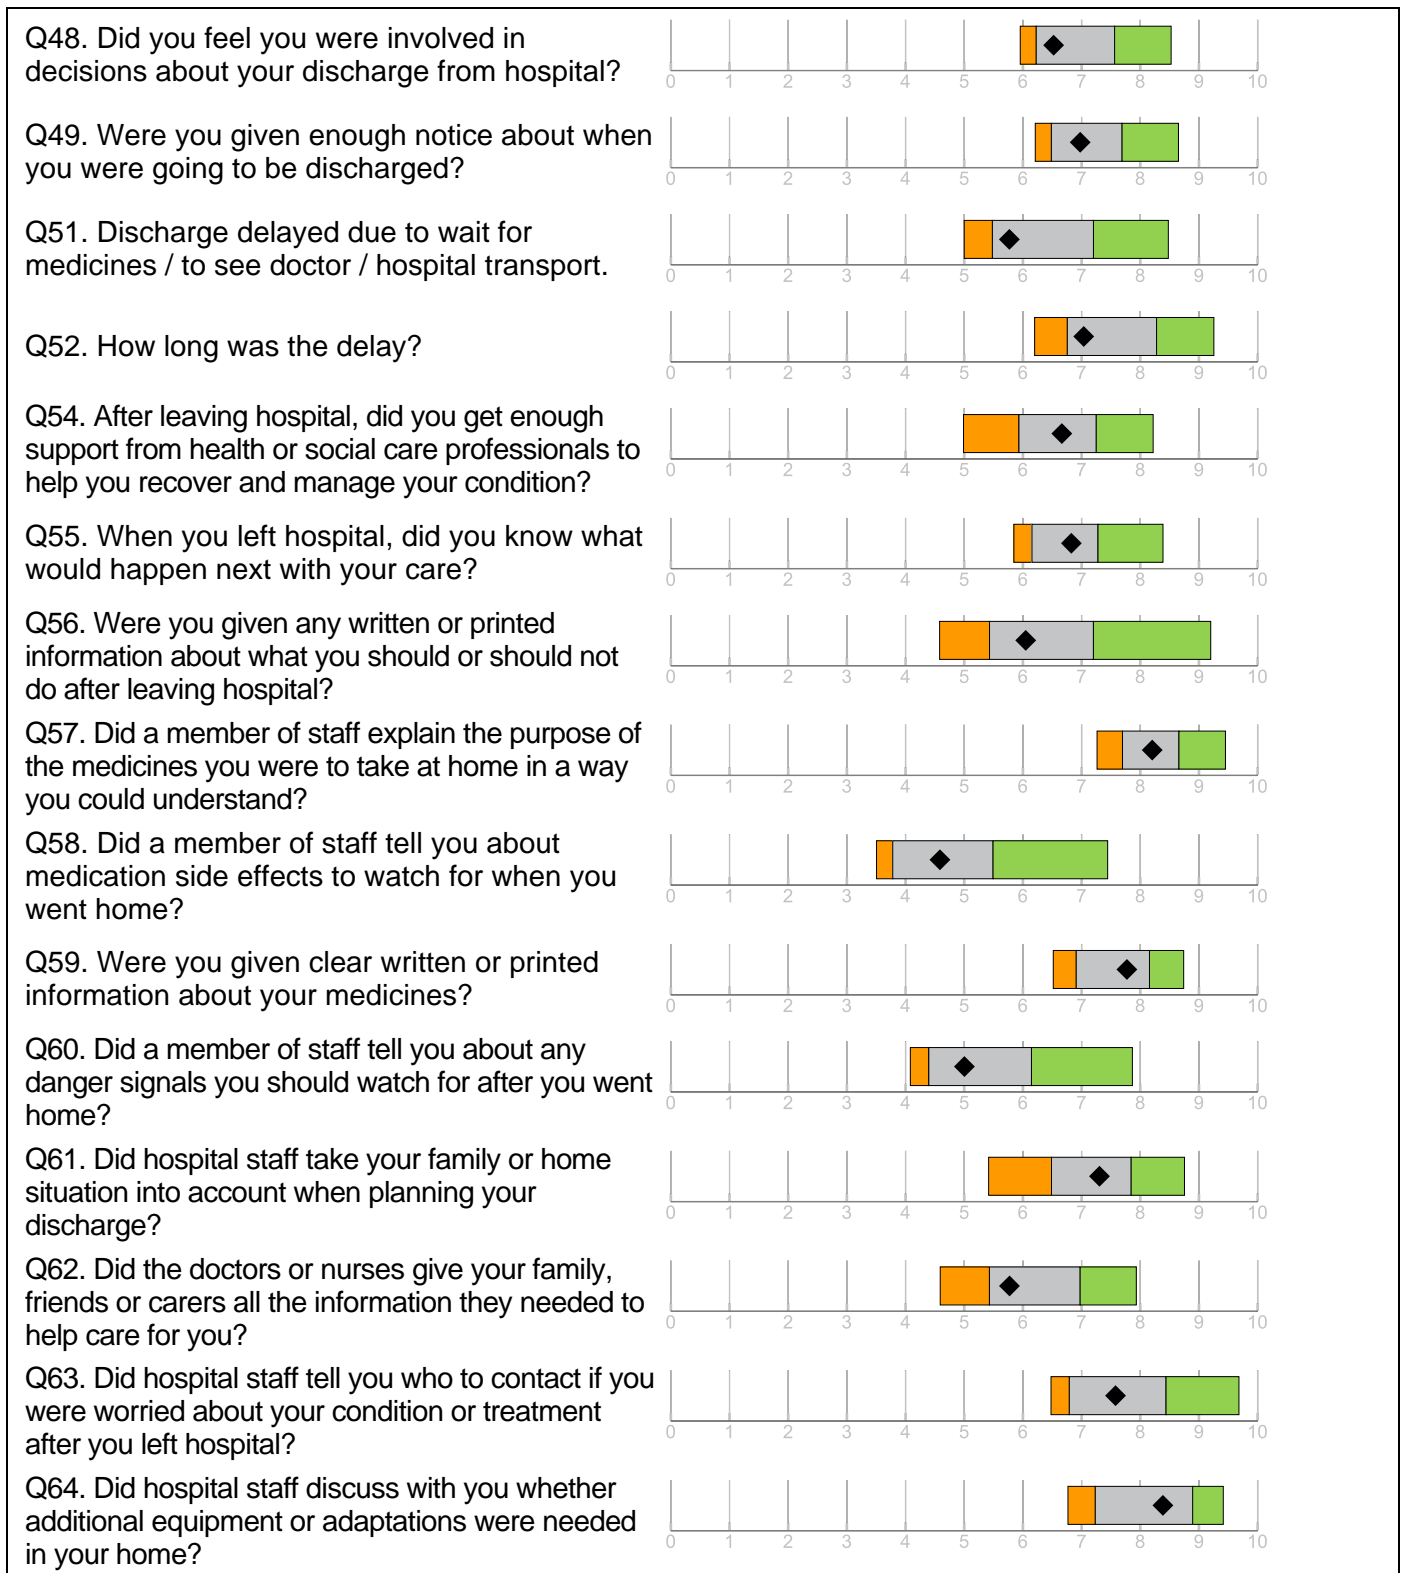 Q48. Did you feel you were involved in
decisions about your discharge from hospital?
0 1 2 3 4 5 6 7 8 9 10
Q49. Were you given enough notice about when
you were going to be discharged?
0 1 2 3 4 5 6 7 8 9 10
Q51. Discharge delayed due to wait for
medicines / to see doctor / hospital transport.
0 1 2 3 4 5 6 7 8 9 10
Q52. How long was the delay?
0 1 2 3 4 5 6 7 8 9 10
Q54. After leaving hospital, did you get enough
support from health or social care professionals to
help you recover and manage your condition?
0 1 2 3 4 5 6 7 8 9 10
Q55. When you left hospital, did you know what
would happen next with your care?
0 1 2 3 4 5 6 7 8 9 10
Q56. Were you given any written or printed
information about what you should or should not
do after leaving hospital?
0 1 2 3 4 5 6 7 8 9 10
Q57. Did a member of staff explain the purpose of
the medicines you were to take at home in a way
you could understand?
0 1 2 3 4 5 6 7 8 9 10
Q58. Did a member of staff tell you about
medication side effects to watch for when you
went home?
0 1 2 3 4 5 6 7 8 9 10
Q59. Were you given clear written or printed
information about your medicines?
0 1 2 3 4 5 6 7 8 9 10
Q60. Did a member of staff tell you about any
danger signals you should watch for after you went
home?
0 1 2 3 4 5 6 7 8 9 10
Q61. Did hospital staff take your family or home
situation into account when planning your
discharge?
0 1 2 3 4 5 6 7 8 9 10
Q62. Did the doctors or nurses give your family,
friends or carers all the information they needed to
help care for you?
0 1 2 3 4 5 6 7 8 9 10
Q63. Did hospital staff tell you who to contact if you
were worried about your condition or treatment
after you left hospital?
0 1 2 3 4 5 6 7 8 9 10
Q64. Did hospital staff discuss with you whether
additional equipment or adaptations were needed
in your home?
0 1 2 3 4 5 6 7 8 9 10